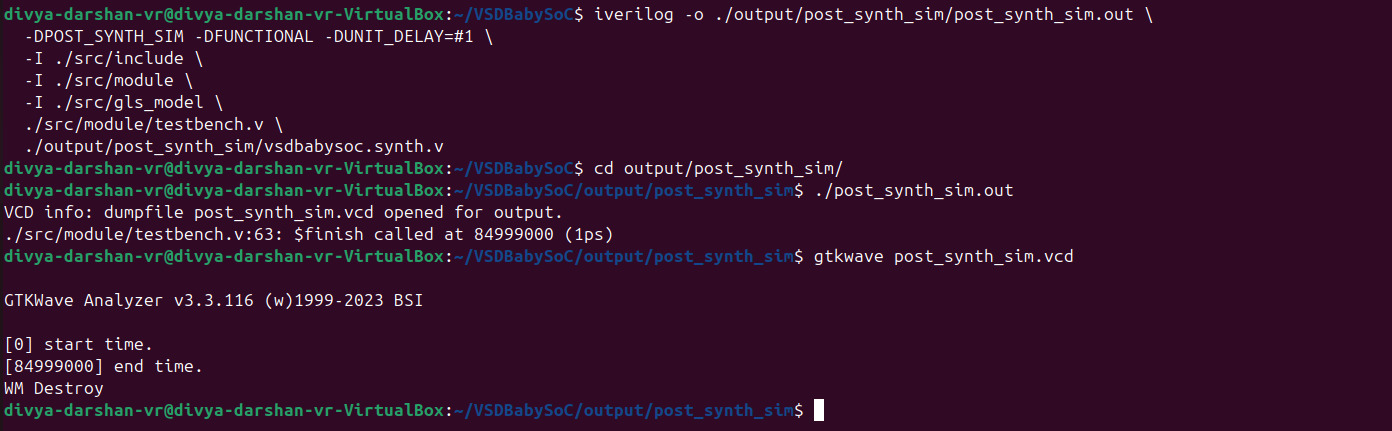 divya-darshan-vr@divya-darshan-vr-VirtualBox:~/VSDBabySoC$ iverilog -o ./output/post_synth_sim/post_synth_sim.out \
  -DPOST_SYNTH_SIM -DFUNCTIONAL -DUNIT_DELAY=#1 \
  -I ./src/include \
  -I ./src/module \
  -I ./src/gls_model \
  ./src/module/testbench.v \
  ./output/post_synth_sim/vsdbabysoc.synth.v
divya-darshan-vr@divya-darshan-vr-VirtualBox:~/VSDBabySoC$ cd output/post_synth_sim/
divya-darshan-vr@divya-darshan-vr-VirtualBox:~/VSDBabySoC/output/post_synth_sim$ ./post_synth_sim.out
VCD info: dumpfile post_synth_sim.vcd opened for output.
./src/module/testbench.v:63: $finish called at 84999000 (1ps)
divya-darshan-vr@divya-darshan-vr-VirtualBox:~/VSDBabySoC/output/post_synth_sim$ gtkwave post_synth_sim.vcd

GTKWave Analyzer v3.3.116 (w)1999-2023 BSI

[0] start time.
[84999000] end time.
WM Destroy
divya-darshan-vr@divya-darshan-vr-VirtualBox:~/VSDBabySoC/output/post_synth_sim$